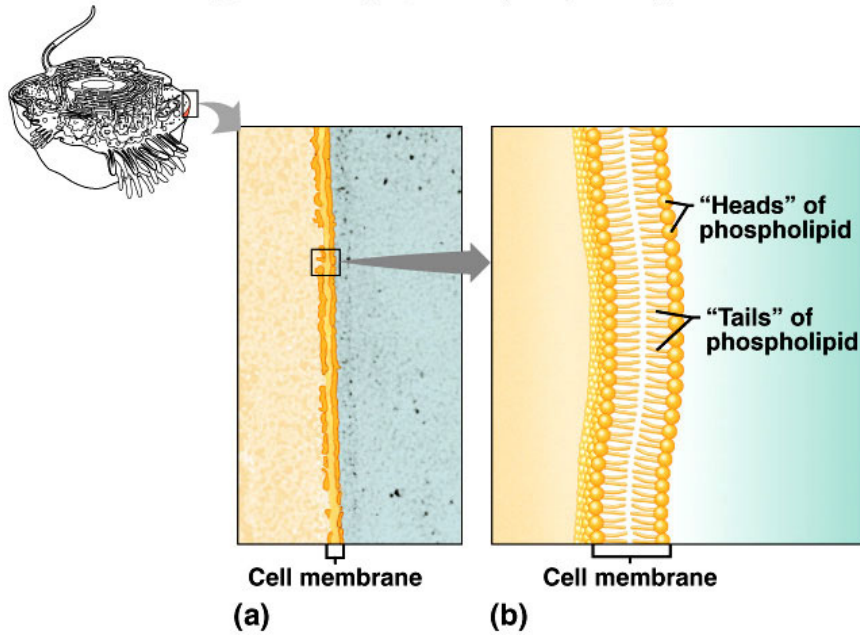 “Heads” of
phospholipid
“Tails” of
phospholipid
Cell membrane
Cell membrane
(a)
(b)